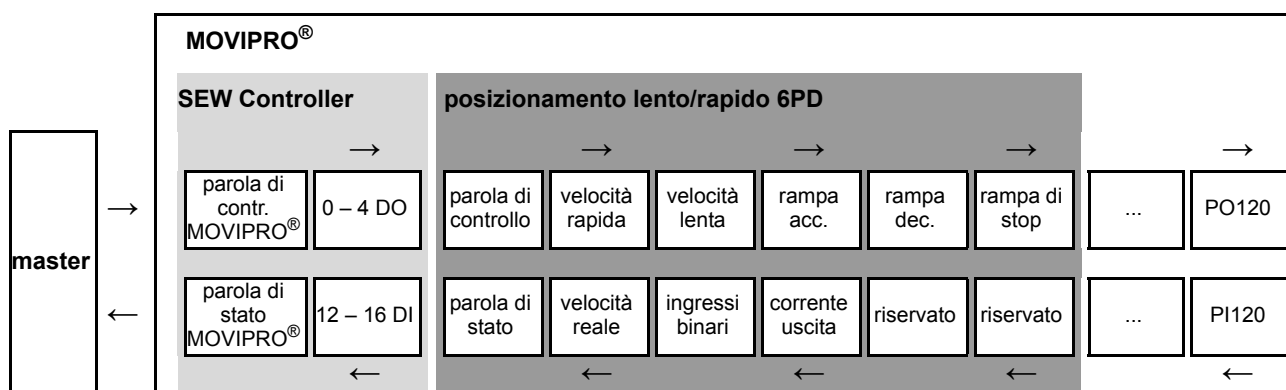 MOVIPRO®
SEW Controller
posizionamento lento/rapido 6PD
→ → → → →
parola di contr. MOVIPRO®
0 – 4 DO
parola di controllo
velocità rapida
velocità lenta
rampa acc.
rampa dec.
rampa di stop
...
PO120
→
master
←
parola di stato MOVIPRO®
12 – 16 DI
parola di stato
velocità reale
ingressi binari
corrente uscita
riservato
riservato
...
PI120
← ← ← ← ←